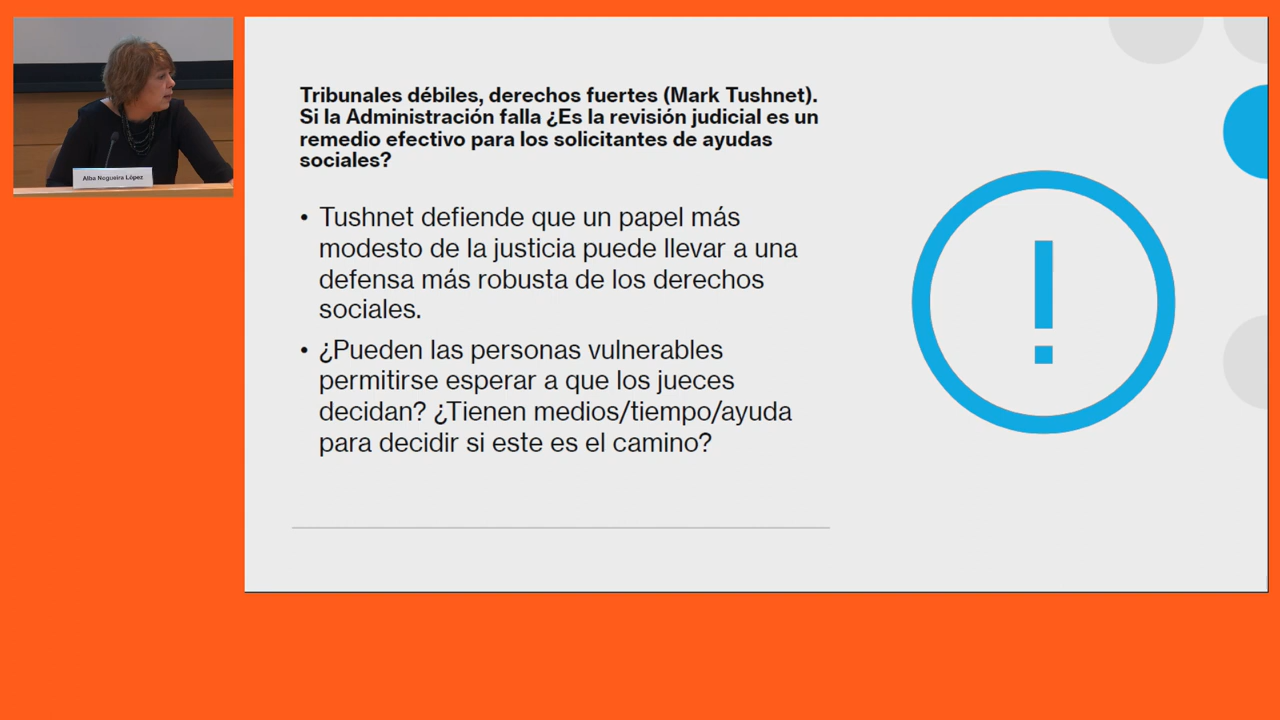 Alba Nogueira López
Tribunales débiles, derechos fuertes (Mark Tushnet).
Si la Administración falla ¿Es la revisión judicial es un
remedio efectivo para los solicitantes de ayudas
sociales?
• Tushnet defiende que un papel más
modesto de la justicia puede llevar a una
defensa más robusta de los derechos
sociales.
• ¿Pueden las personas vulnerables
permitirse esperar a que los jueces
decidan? ¿Tienen medios/tiempo/ayuda
para decidir si este es el camino?